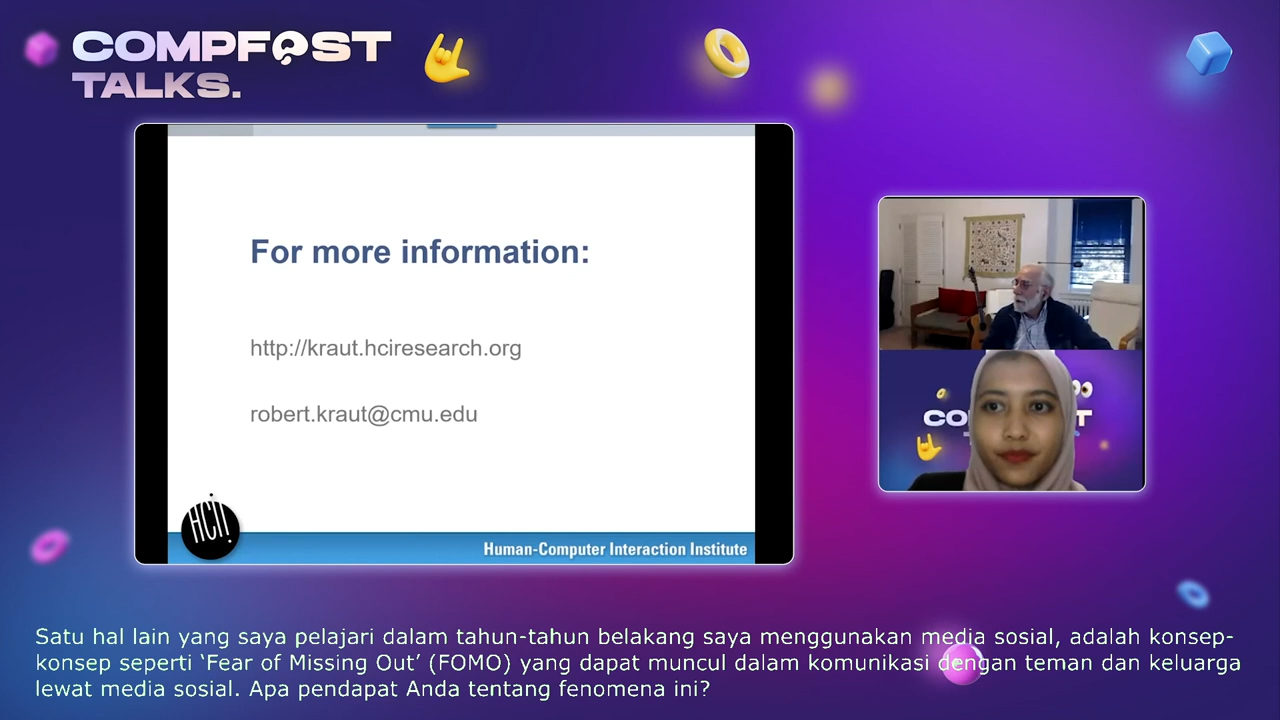 COMPFEST
TALKS.
For more information:
http://kraut.hciresearch.org
robert.kraut@cmu.edu
HCII
Human-Computer Interaction Institute
Satu hal lain yang saya pelajari dalam tahun-tahun belakang saya menggunakan media sosial, adalah konsep-
konsep seperti ‘Fear of Missing Out’ (FOMO) yang dapat muncul dalam komunikasi dengan teman dan keluarga
lewat media sosial. Apa pendapat Anda tentang fenomena ini?